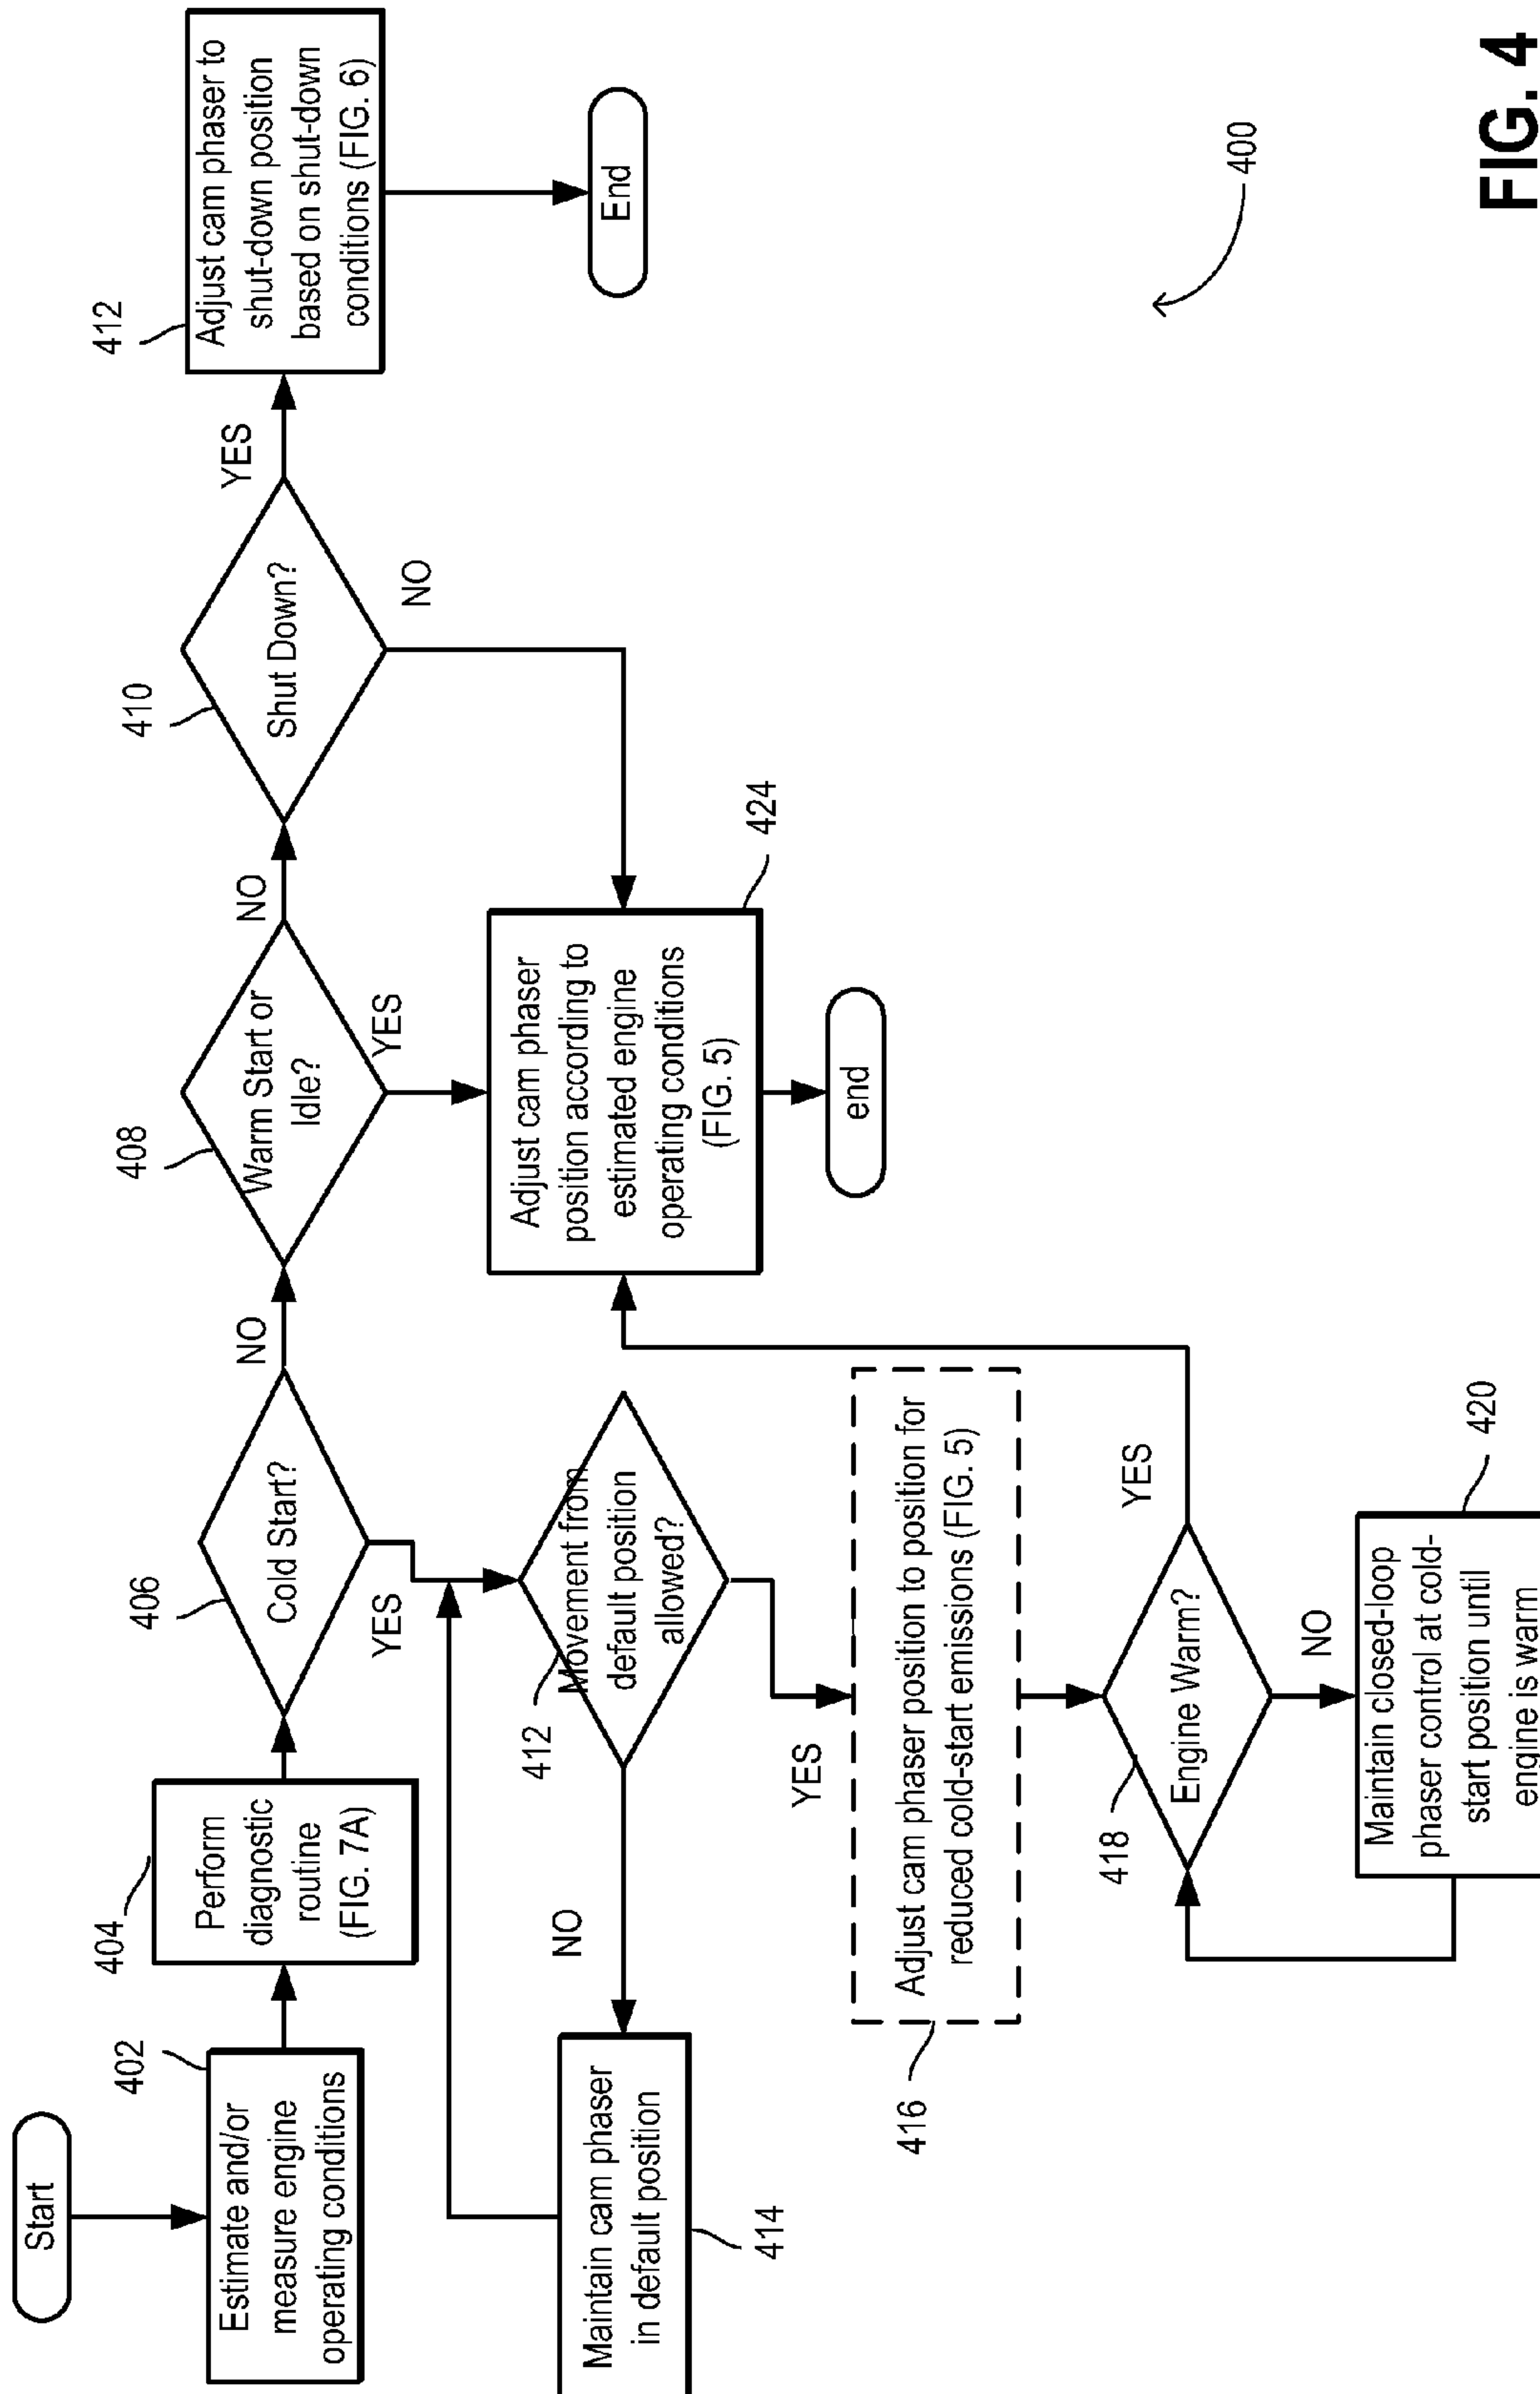 Start
402
Estimate and/or
measure engine
operating conditions
404
Perform
diagnostic
routine
(FIG. 7A)
406
Cold Start?
NO
YES
408
Warm Start or
Idle?
NO
YES
410
Shut Down?
YES
NO
412
Adjust cam phaser to
shut-down position
based on shut-down
conditions (FIG. 6)
End
412
Movement from
default position
allowed?
NO
YES
Maintain cam phaser
in default position
414
Adjust cam phaser
position according to
estimated engine
operating conditions
(FIG. 5)
424
end
416
Adjust cam phaser position to position for
reduced cold-start emissions (FIG. 5)
418
Engine Warm?
YES
NO
420
Maintain closed-loop
phaser control at cold-
start position until
engine is warm
400
FIG. 4